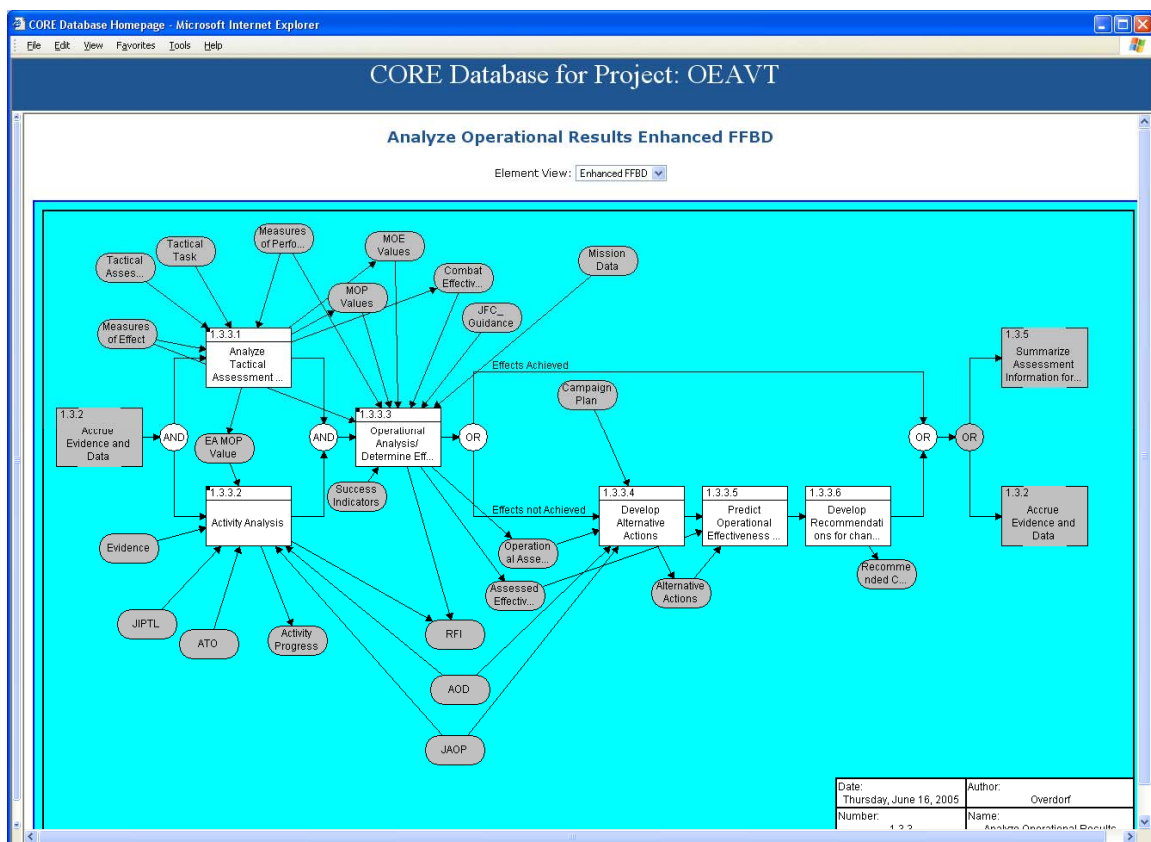 CORE Database Homepage - Microsoft Internet Explorer
File Edit View Favorites Tools Help
CORE Database for Project: OEAVT
Analyze Operational Results Enhanced FFBD
Element View: Enhanced FFBD
Measures
of Perfo...
MOE
Values
Tactical
Task
Mission
Data
Tactical
Asses...
Combat
Effectiv...
MOP
Values
JFC_
Guidance
Measures
of Effect
1.3.3.1
Analyze
Tactical
Assessment ...
1.3.5
Summarize
Assessment
Information for...
Effects Achieved
Campaign
Plan
1.3.2
Accrue
Evidence and
Data
AND
EA MOP
Value
AND
1.3.3.3
Operational
Analysis/
Determine Eff...
OR
OR
OR
Success
Indicators
1.3.3.2
Activity Analysis
Effects not Achieved
1.3.3.4
Develop
Alternative
Actions
1.3.3.5
Predict
Operational
Effectiveness ...
1.3.3.6
Develop
Recommendati
ons for chan...
1.3.2
Accrue
Evidence and
Data
Evidence
Operation
al Asse...
Assessed
Effectiv...
Alternative
Actions
Recomme
nded C...
JIPTL
ATO
Activity
Progress
RFI
AOD
JAOP
Date:
Thursday, June 16, 2005
Author:
Overdorf
Number:
1.3.3
Name:
Analyze Operational Results